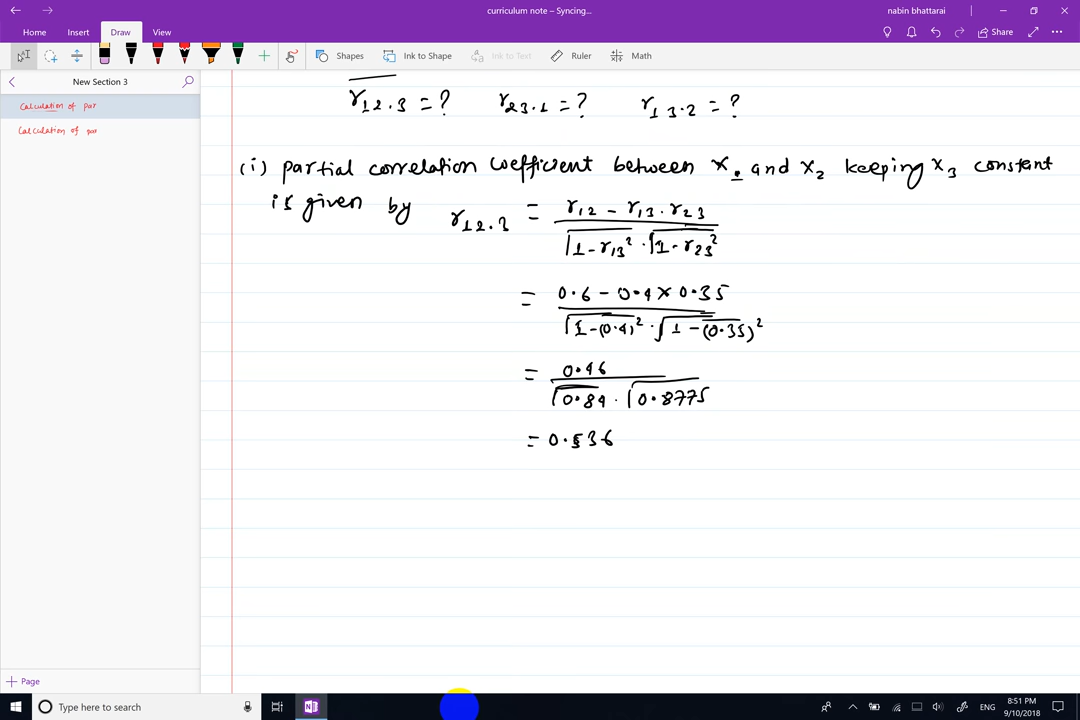 curriculum note – Syncing...
nabin bhattarai
Home Insert Draw View
Share
Shapes Ink to Shape Ink to Text Ruler Math
New Section 3
Calculation of par
Calculation of par
r12.3 = ? r23.1 = ? r13.2 = ?
(i) partial correlation coefficient between X. and X2 keeping X3 constant
is given by r12.3 = (r12 - r13 . r23) / (√1-r13² . √1-r23²)
= (0.6 - 0.4 × 0.35) / (√1-(0.4)² . √1-(0.35)²)
= 0.46 / (√0.84 . √0.8775)
= 0.536
+ Page
Type here to search
ENG
8:51 PM
9/10/2018